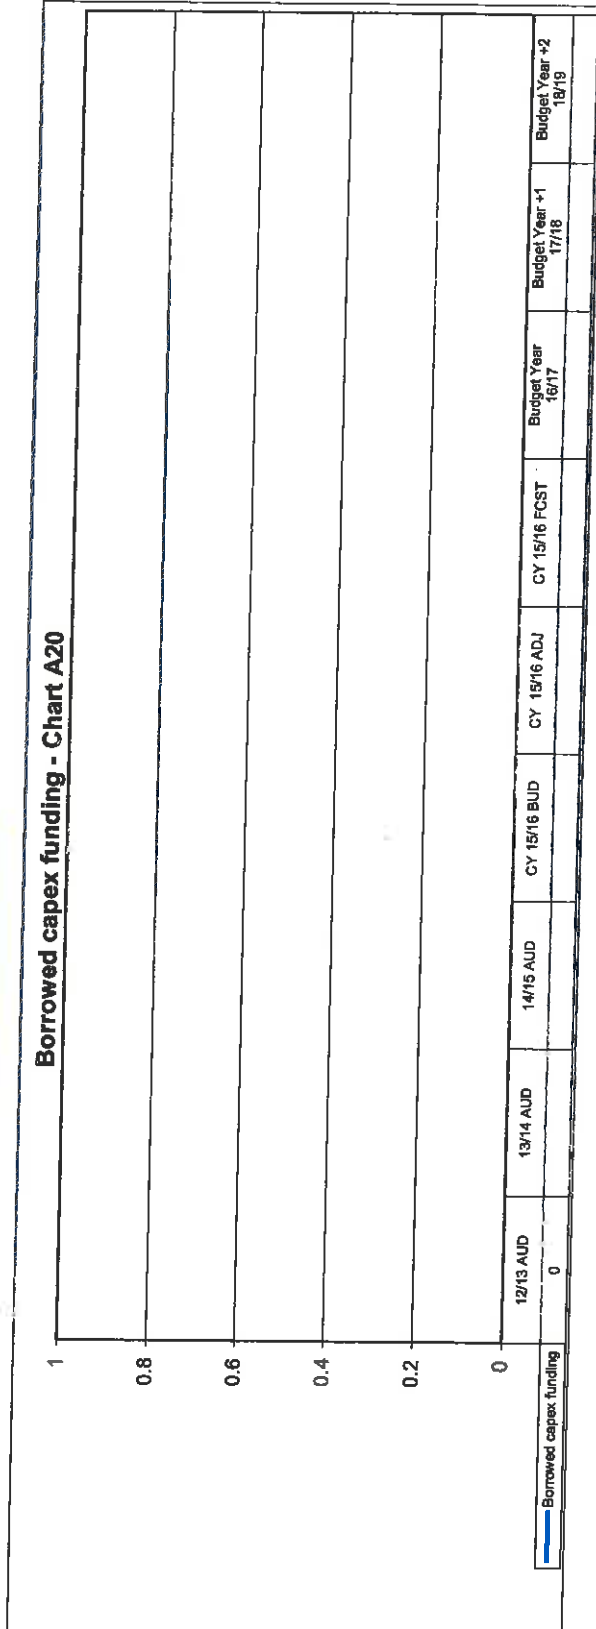 Borrowed capex funding - Chart A20
1
0.8
0.6
0.4
0.2
0
12/13 AUD
13/14 AUD
14/15 AUD
CY 15/16 BUD
CY 15/16 ADJ
CY 15/16 FCST
Budget Year
16/17
Budget Year +1
17/18
Budget Year +2
18/19
Borrowed capex funding
0